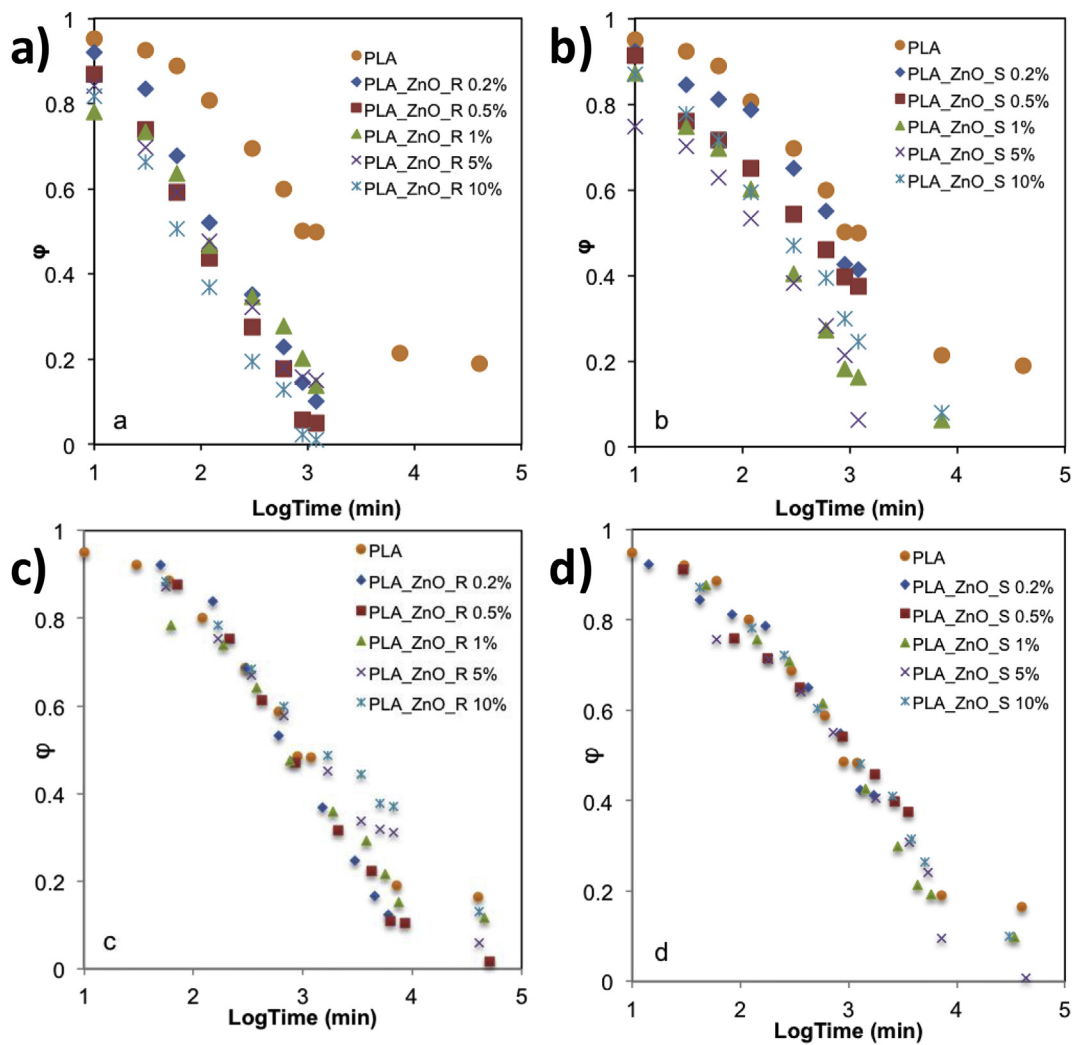 a)
1
0.8
0.6
0.4
0.2
0
φ
PLA
PLA_ZnO_R 0.2%
PLA_ZnO_R 0.5%
PLA_ZnO_R 1%
PLA_ZnO_R 5%
PLA_ZnO_R 10%
a
1 2 3 4 5
LogTime (min)
b)
1
0.8
0.6
0.4
0.2
0
φ
PLA
PLA_ZnO_S 0.2%
PLA_ZnO_S 0.5%
PLA_ZnO_S 1%
PLA_ZnO_S 5%
PLA_ZnO_S 10%
b
1 2 3 4 5
LogTime (min)
c)
1
0.8
0.6
0.4
0.2
0
φ
PLA
PLA_ZnO_R 0.2%
PLA_ZnO_R 0.5%
PLA_ZnO_R 1%
PLA_ZnO_R 5%
PLA_ZnO_R 10%
c
1 2 3 4 5
LogTime (min)
d)
1
0.8
0.6
0.4
0.2
0
φ
PLA
PLA_ZnO_S 0.2%
PLA_ZnO_S 0.5%
PLA_ZnO_S 1%
PLA_ZnO_S 5%
PLA_ZnO_S 10%
d
1 2 3 4 5
LogTime (min)